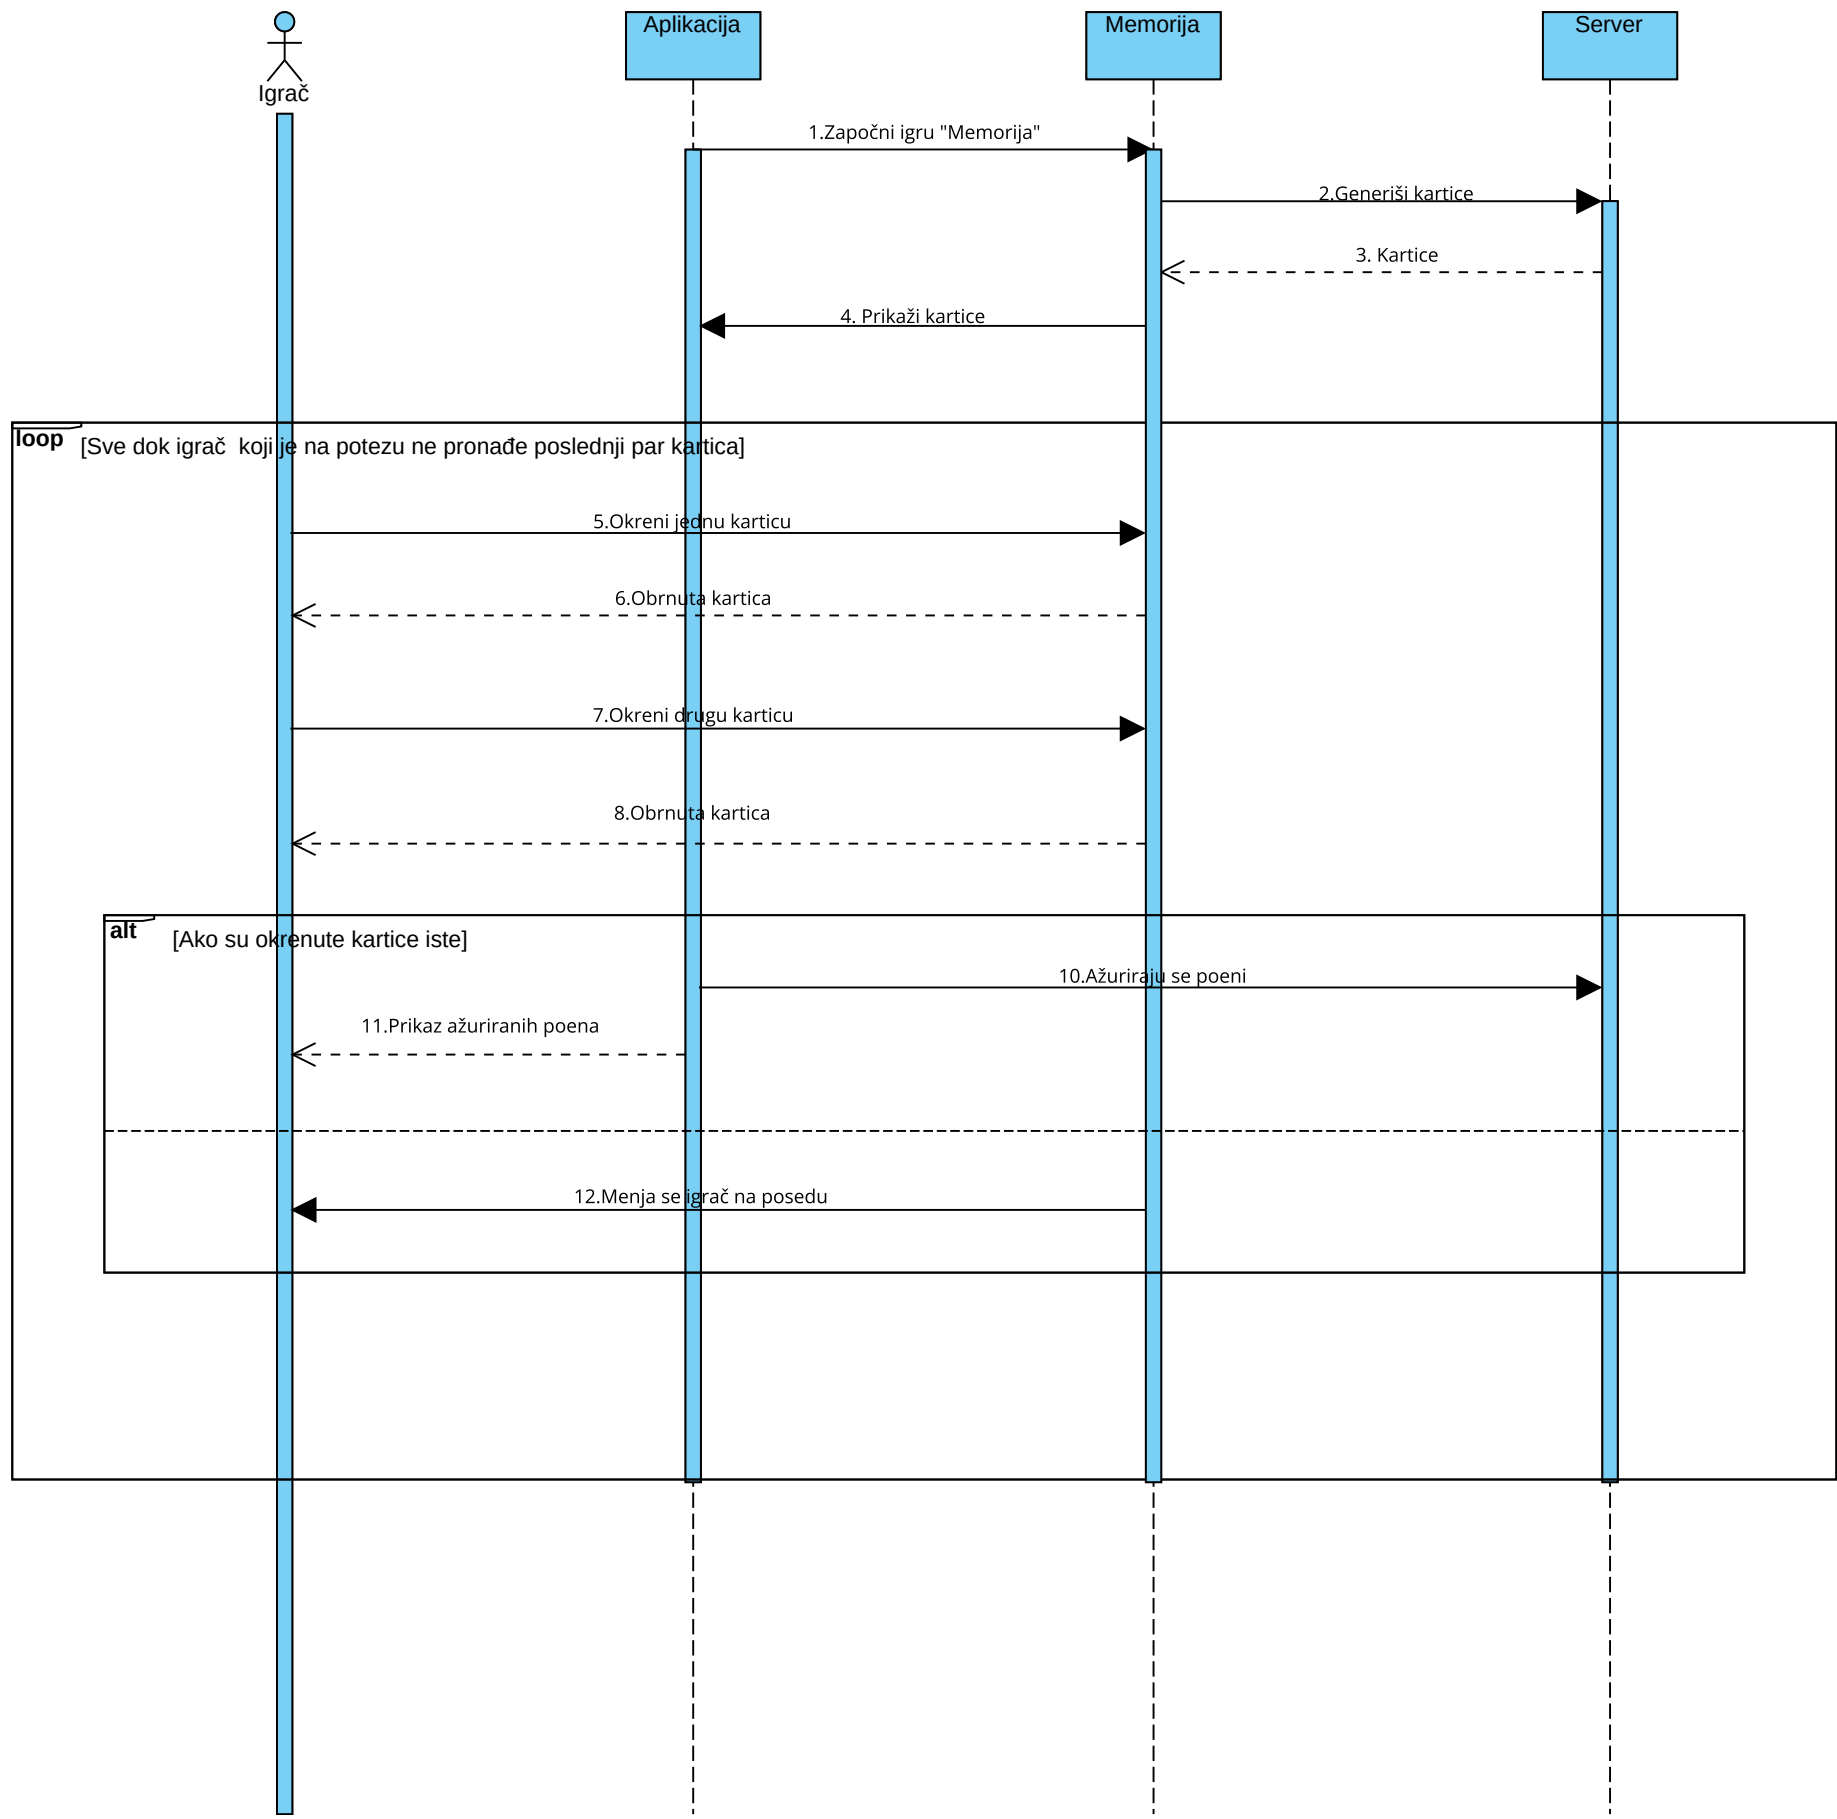 Igrač
Aplikacija
Memorija
Server
1.Započni igru "Memorija"
2.Generiši kartice
3. Kartice
4. Prikaži kartice
loop
[Sve dok igrač  koji je na potezu ne pronađe poslednji par kartica]
5.Okreni jednu karticu
6.Obrnuta kartica
7.Okreni drugu karticu
8.Obrnuta kartica
alt
[Ako su okrenute kartice iste]
10.Ažuriraju se poeni
11.Prikaz ažuriranih poena
12.Menja se igrač na posedu